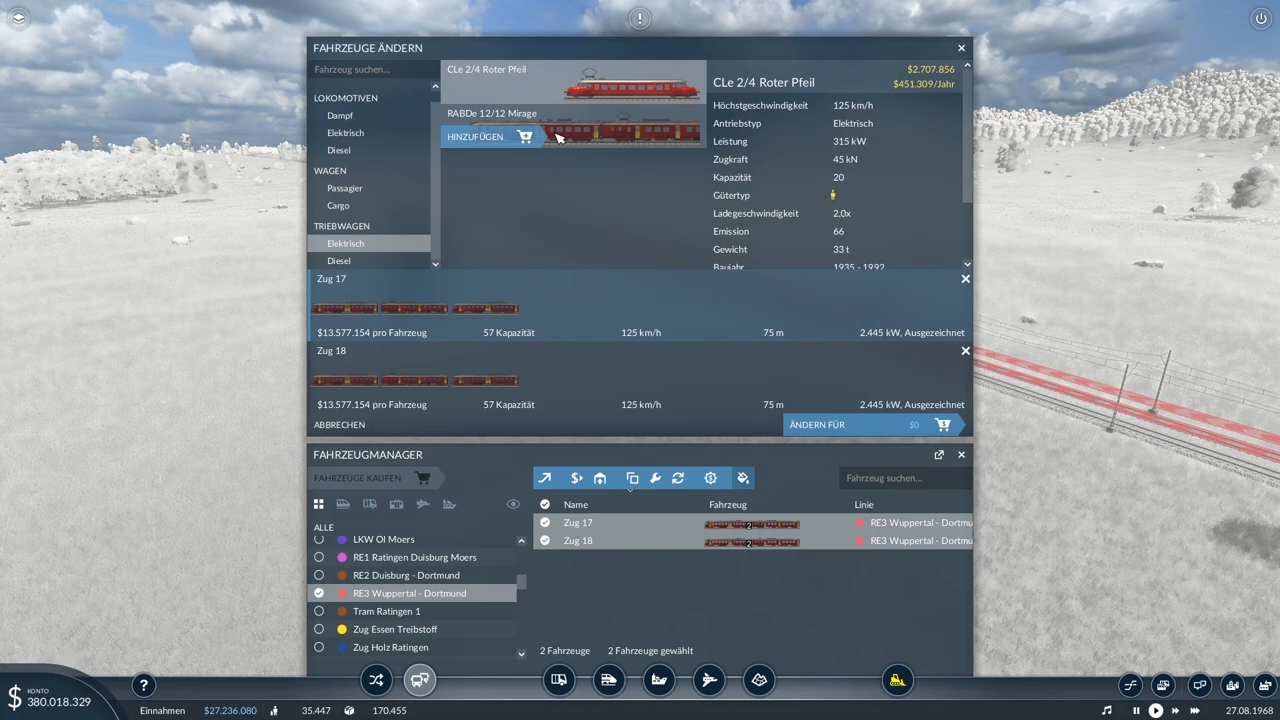 FAHRZEUGE ÄNDERN
Fahrzeug suchen...
LOKOMOTIVEN
Dampf
Elektrisch
Diesel
WAGEN
Passagier
Cargo
TRIEBWAGEN
Elektrisch
Diesel
CLe 2/4 Roter Pfeil
RABDe 12/12 Mirage
HINZUFÜGEN
$2.707.856
CLe 2/4 Roter Pfeil
$451.309/Jahr
Höchstgeschwindigkeit 125 km/h
Antriebstyp Elektrisch
Leistung 315 kW
Zugkraft 45 kN
Kapazität 20
Gütertyp
Ladegeschwindigkeit 2,0x
Emission 66
Gewicht 33 t
Baujahr 1935 - 1992
Zug 17
$13.577.154 pro Fahrzeug 57 Kapazität 125 km/h 75 m 2.445 kW, Ausgezeichnet
Zug 18
$13.577.154 pro Fahrzeug 57 Kapazität 125 km/h 75 m 2.445 kW, Ausgezeichnet
ABBRECHEN
ÄNDERN FÜR $0
FAHRZEUGMANAGER
FAHRZEUGE KAUFEN
Fahrzeug suchen...
ALLE
LKW Öl Moers
RE1 Ratingen Duisburg Moers
RE2 Duisburg - Dortmund
RE3 Wuppertal - Dortmund
Tram Ratingen 1
Zug Essen Treibstoff
Zug Holz Ratingen
Name Fahrzeug Linie
Zug 17 2 RE3 Wuppertal - Dortmu
Zug 18 2 RE3 Wuppertal - Dortmu
2 Fahrzeuge 2 Fahrzeuge gewählt
$ KONTO
380.018.329
?
Einnahmen $27.236.080 35.447 170.455
27.08.1968